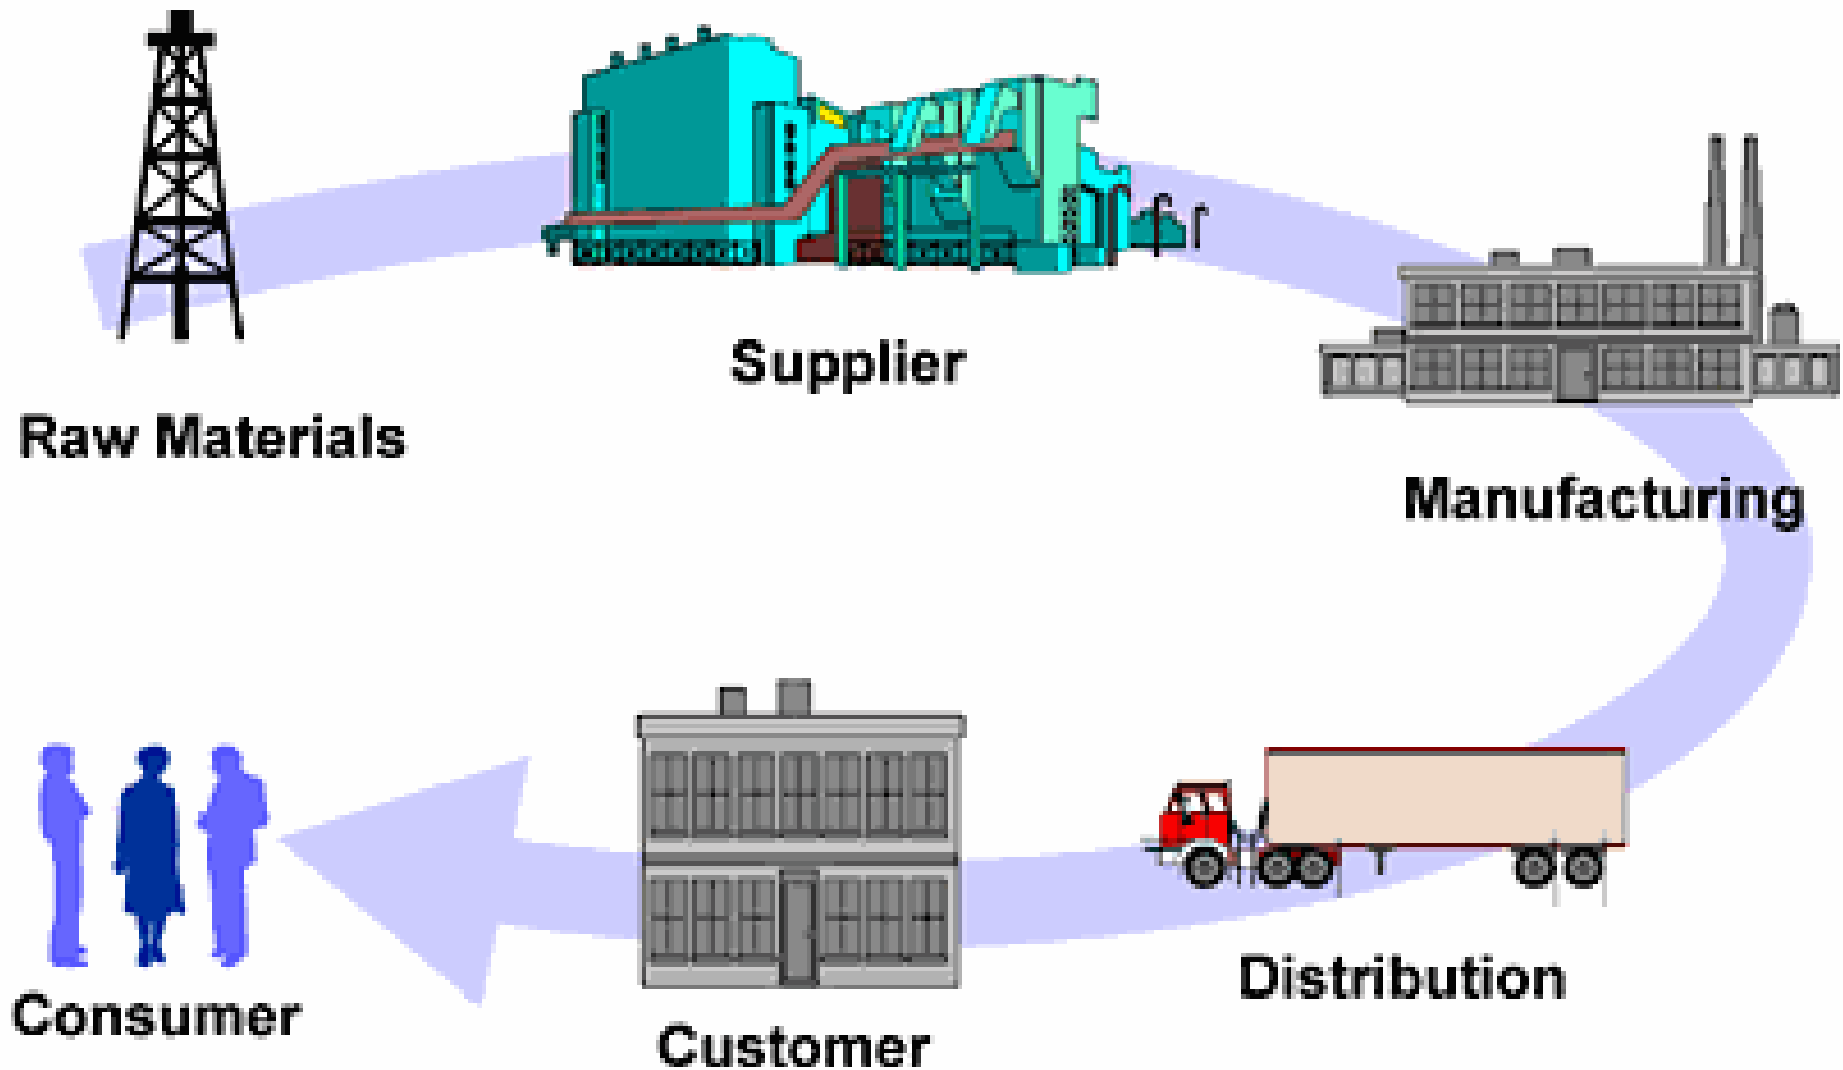 Raw Materials
Supplier
Manufacturing
Distribution
Customer
Consumer